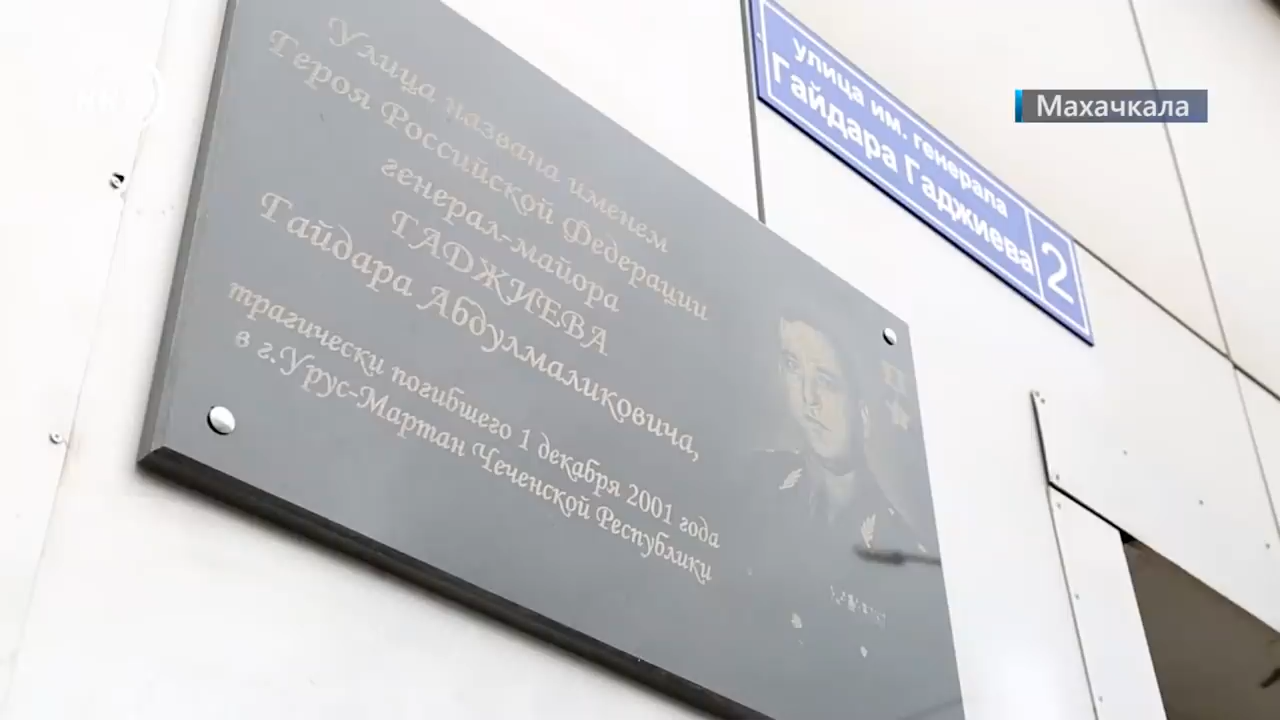 Улица названа именем
Героя Российской Федерации
генерал-майора
ГАДЖИЕВА
Гайдара Абдулмаликовича,
трагически погибшего 1 декабря 2001 года
в г.Урус-Мартан Чеченской Республики
улица им. генерала
Гайдара Гаджиева
2
Махачкала